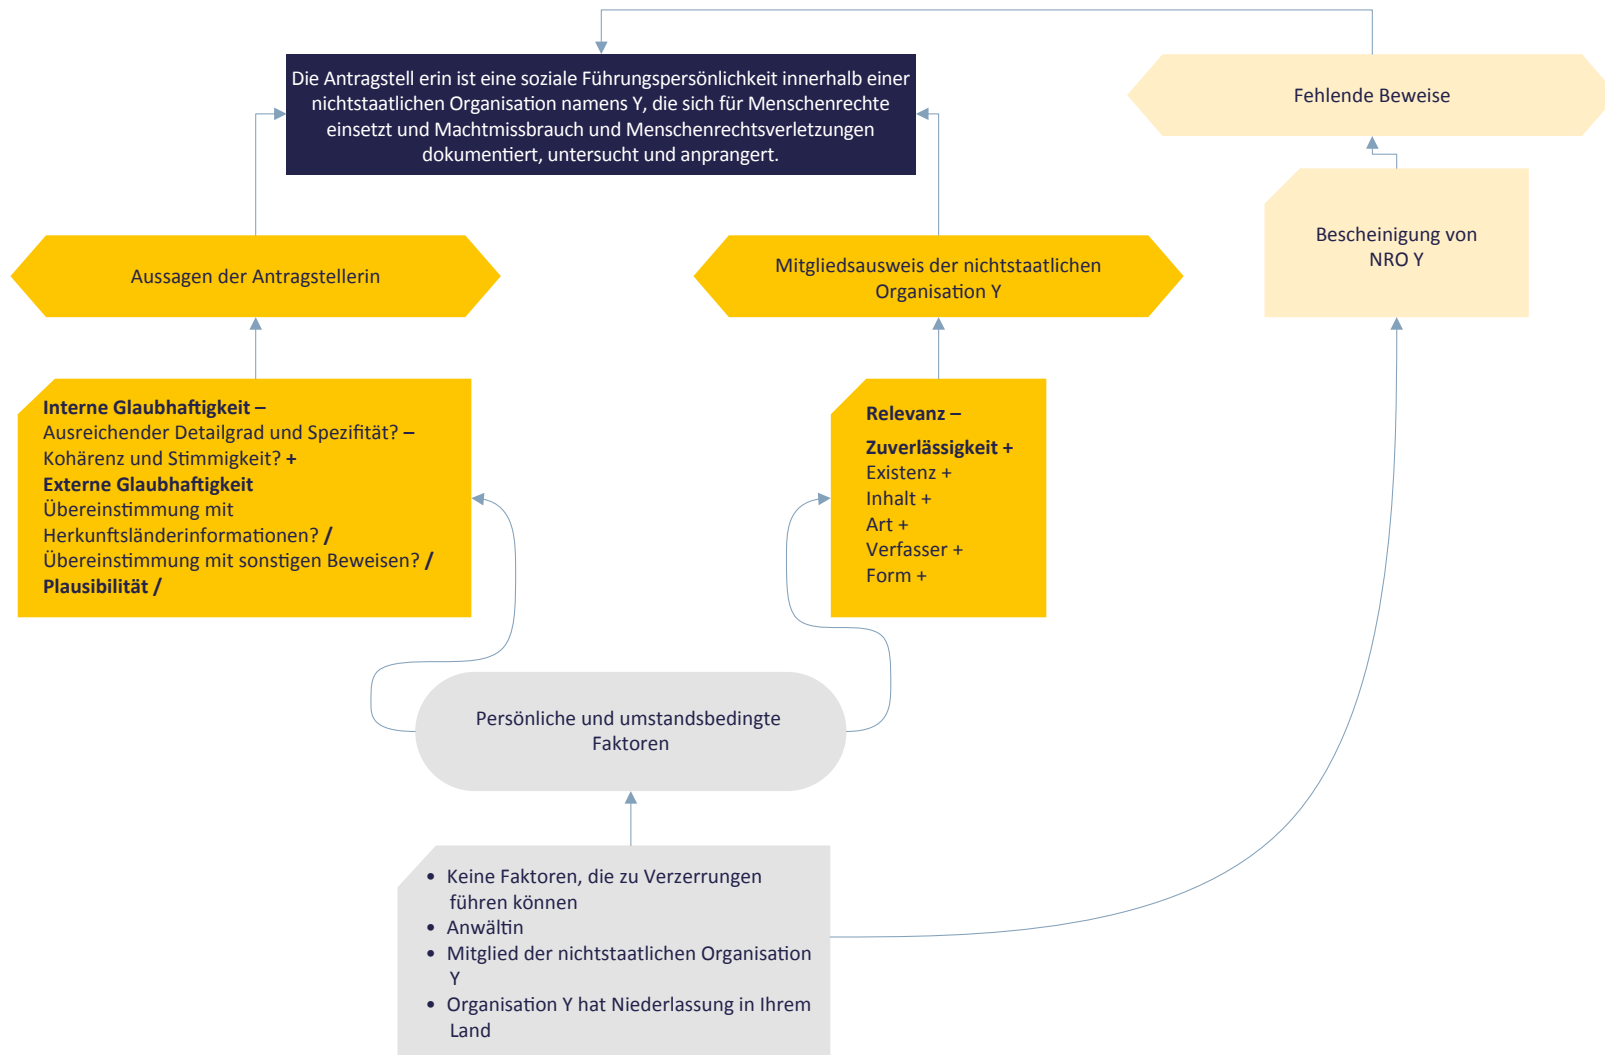 Die Antragstell erin ist eine soziale Führungspersönlichkeit innerhalb einer
nichtstaatlichen Organisation namens Y, die sich für Menschenrechte
einsetzt und Machtmissbrauch und Menschenrechtsverletzungen
dokumentiert, untersucht und anprangert.
Fehlende Beweise
Bescheinigung von
NRO Y
Aussagen der Antragstellerin
Mitgliedsausweis der nichtstaatlichen
Organisation Y
Interne Glaubhaftigkeit –
Ausreichender Detailgrad und Spezifität? –
Kohärenz und Stimmigkeit? +
Externe Glaubhaftigkeit
Übereinstimmung mit
Herkunftsländerinformationen? /
Übereinstimmung mit sonstigen Beweisen? /
Plausibilität /
Relevanz –
Zuverlässigkeit +
Existenz +
Inhalt +
Art +
Verfasser +
Form +
Persönliche und umstandsbedingte
Faktoren
• Keine Faktoren, die zu Verzerrungen
führen können
• Anwältin
• Mitglied der nichtstaatlichen Organisation
Y
• Organisation Y hat Niederlassung in Ihrem
Land